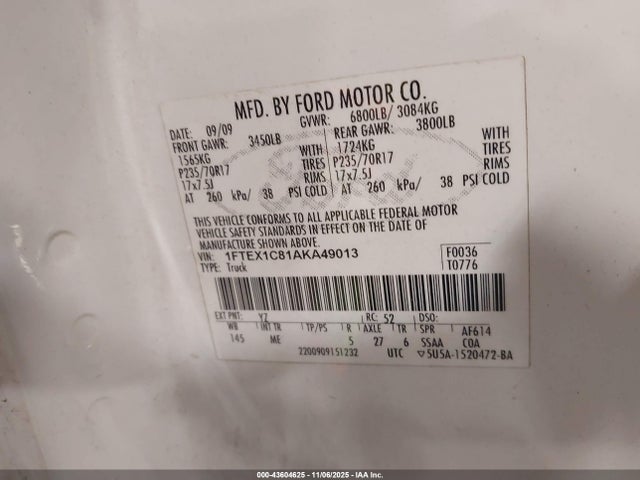 MFD. BY FORD MOTOR CO.
DATE: 09/09 GVWR: 6800LB/ 3084KG
FRONT GAWR: 3450LB REAR GAWR: 3800LB
1565KG WITH 1724KG WITH
P235/70R17 TIRES P235/70R17 TIRES
17x7.5J RIMS 17x7.5J RIMS
AT 260 kPa/ 38 PSI COLD AT 260 kPa/ 38 PSI COLD
THIS VEHICLE CONFORMS TO ALL APPLICABLE FEDERAL MOTOR
VEHICLE SAFETY STANDARDS IN EFFECT ON THE DATE OF
MANUFACTURE SHOWN ABOVE.
VIN: 1FTEX1C81AKA49013 F0036
TYPE: Truck T0776
EXT PNT: YZ RC: 52 DSO:
WB INT TR TP/PS R AXLE TR SPR AF614
145 ME 5 27 6 SSAA COA
2200909151232 UTC ▽5U5A-1520472-BA
000-43604625 - 11/06/2025 - IAA Inc.